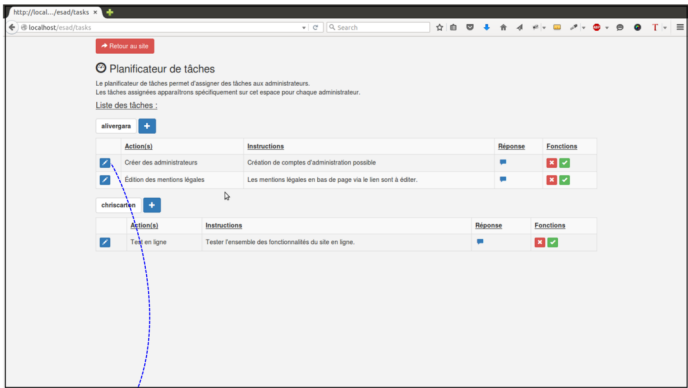 http://local.../esad/tasks
localhost/esad/tasks
Search
Retour au site
Planificateur de tâches
Le planificateur de tâches permet d'assigner des tâches aux administrateurs.
Les tâches assignées apparaîtrons spécifiquement sur cet espace pour chaque administrateur.
Liste des tâches :
alivergars
Action(s) Instructions Réponse Fonctions
Créer des administrateurs Création de comptes d'administration possible
Édition des mentions légales Les mentions légales en bas de page via le lien sont à éditer.
chriscarten
Action(s) Instructions Réponse Fonctions
Test en ligne Tester l'ensemble des fonctionnalités du site en ligne.